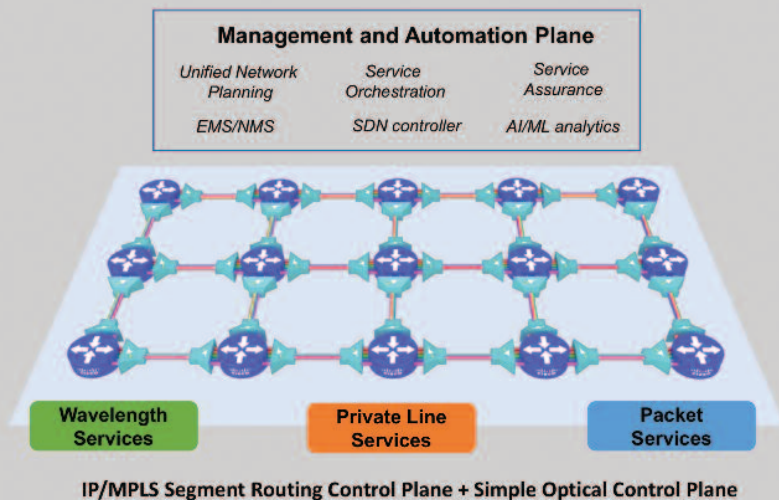 Management and Automation Plane
Unified Network Planning
Service Orchestration
Service Assurance
EMS/NMS
SDN controller
AI/ML analytics
Wavelength Services
Private Line Services
Packet Services
IP/MPLS Segment Routing Control Plane + Simple Optical Control Plane